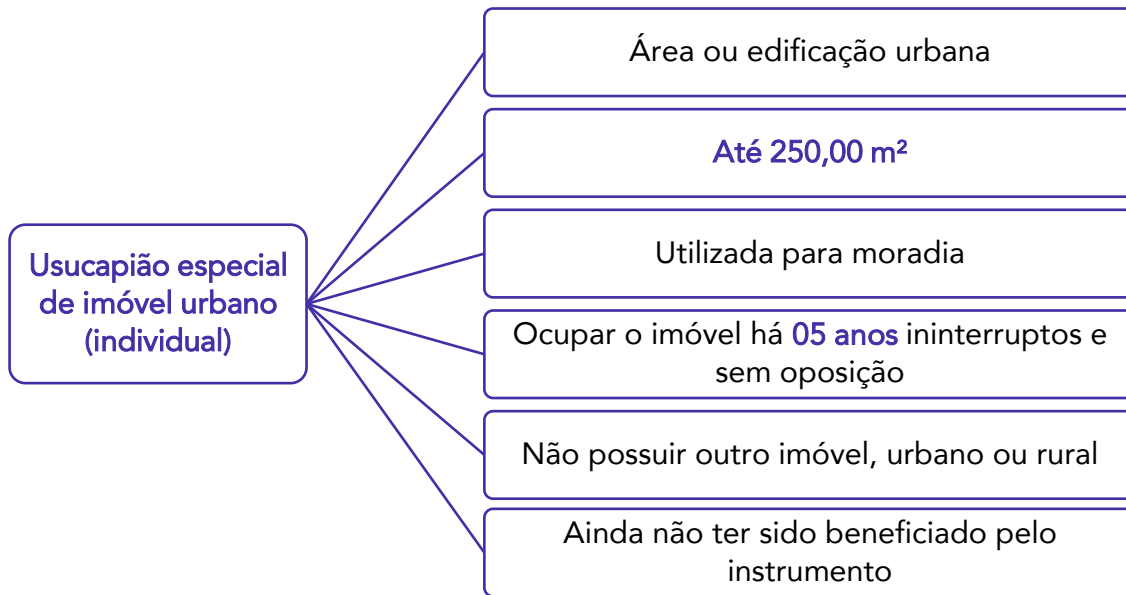 Usucapião especial
de imóvel urbano
(individual)
Área ou edificação urbana
Até 250,00 m²
Utilizada para moradia
Ocupar o imóvel há 05 anos ininterruptos e
sem oposição
Não possuir outro imóvel, urbano ou rural
Ainda não ter sido beneficiado pelo
instrumento